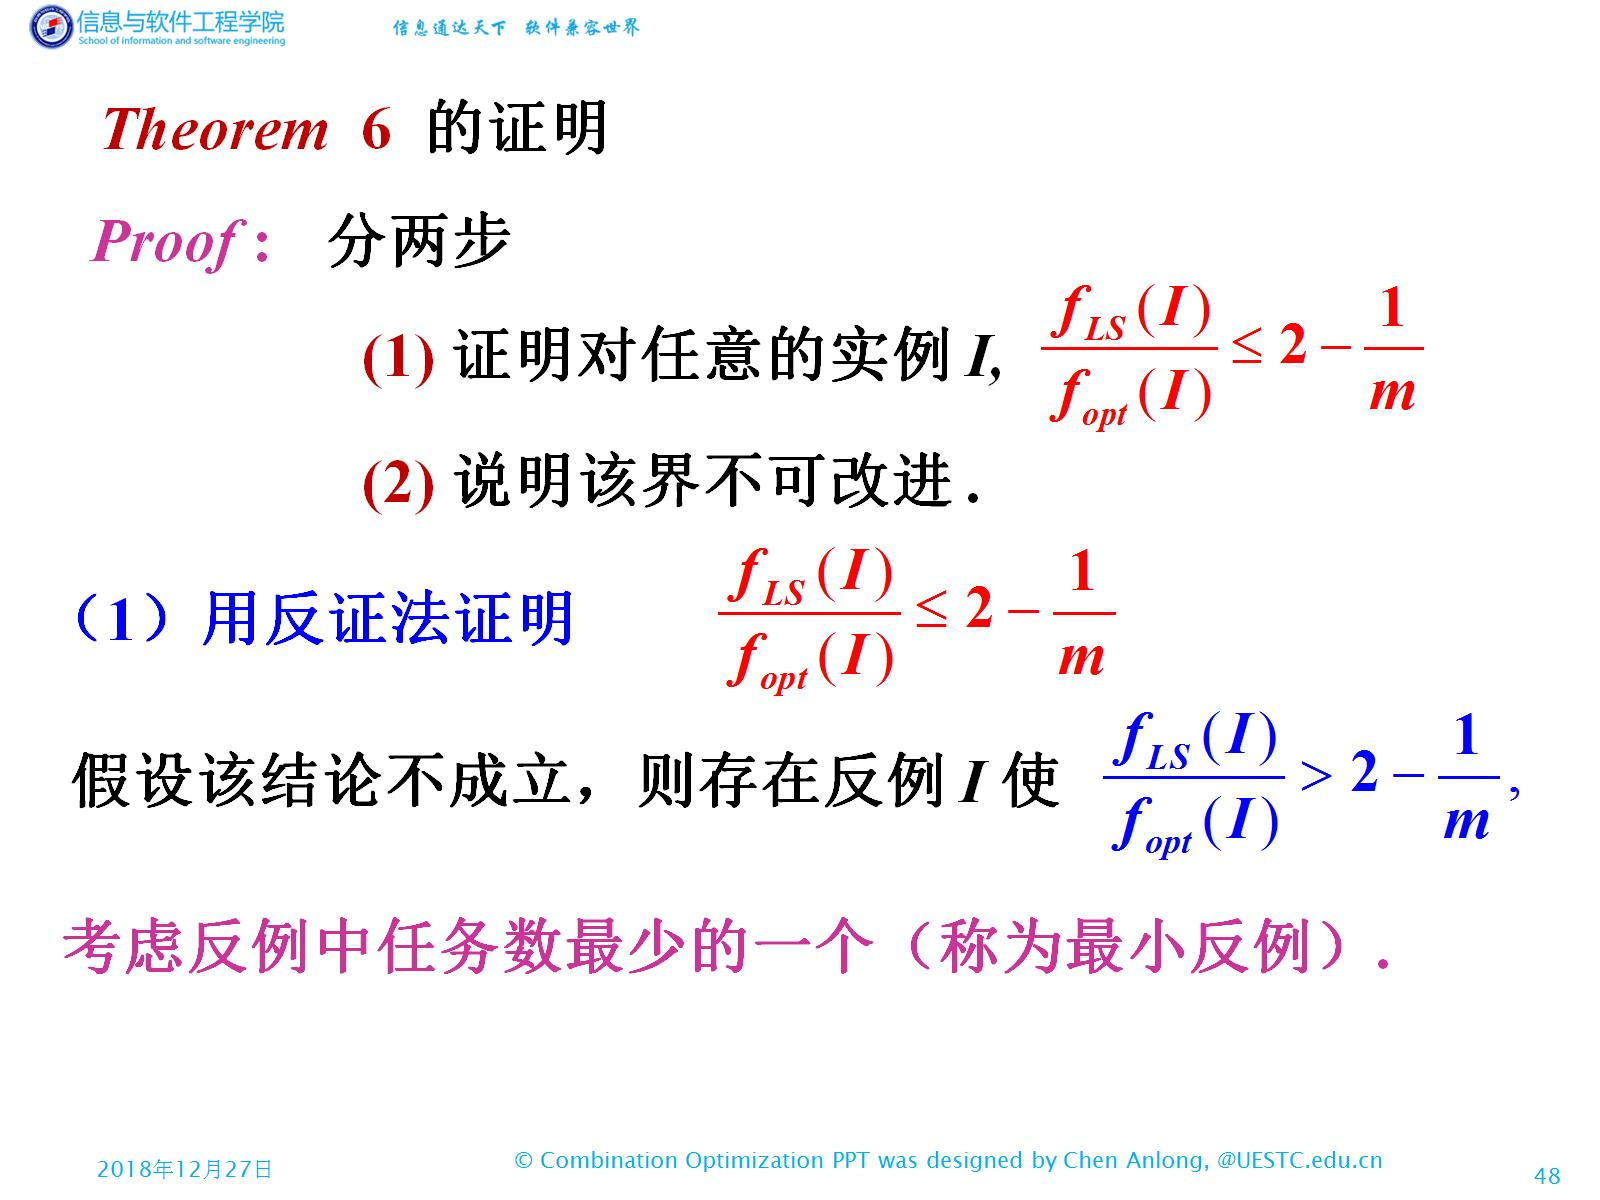 信息与软件工程学院
School of information and software engineering
信息通达天下 软件兼容世界
Theorem 6 的证明
Proof : 分两步
(1) 证明对任意的实例 I, f_LS(I) / f_opt(I) ≤ 2 − 1/m
(2) 说明该界不可改进 .
（1）用反证法证明 f_LS(I) / f_opt(I) ≤ 2 − 1/m
假设该结论不成立，则存在反例 I 使 f_LS(I) / f_opt(I) > 2 − 1/m ,
考虑反例中任务数最少的一个（称为最小反例）.
2018年12月27日
© Combination Optimization PPT was designed by Chen Anlong, @UESTC.edu.cn
48